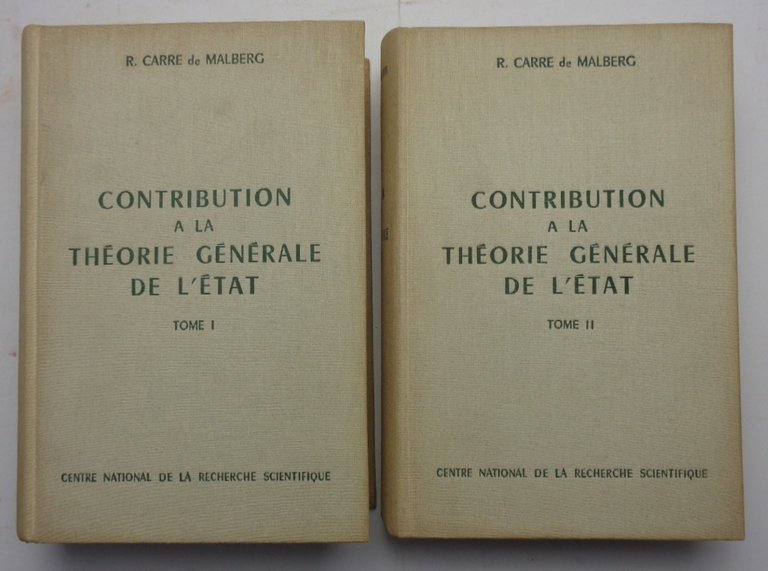 R. CARRE de MALBERG
CONTRIBUTION
A LA
THÉORIE GÉNÉRALE
DE L'ÉTAT
TOME I
CENTRE NATIONAL DE LA RECHERCHE SCIENTIFIQUE
R. CARRE de MALBERG
CONTRIBUTION
A LA
THÉORIE GÉNÉRALE
DE L'ÉTAT
TOME II
CENTRE NATIONAL DE LA RECHERCHE SCIENTIFIQUE